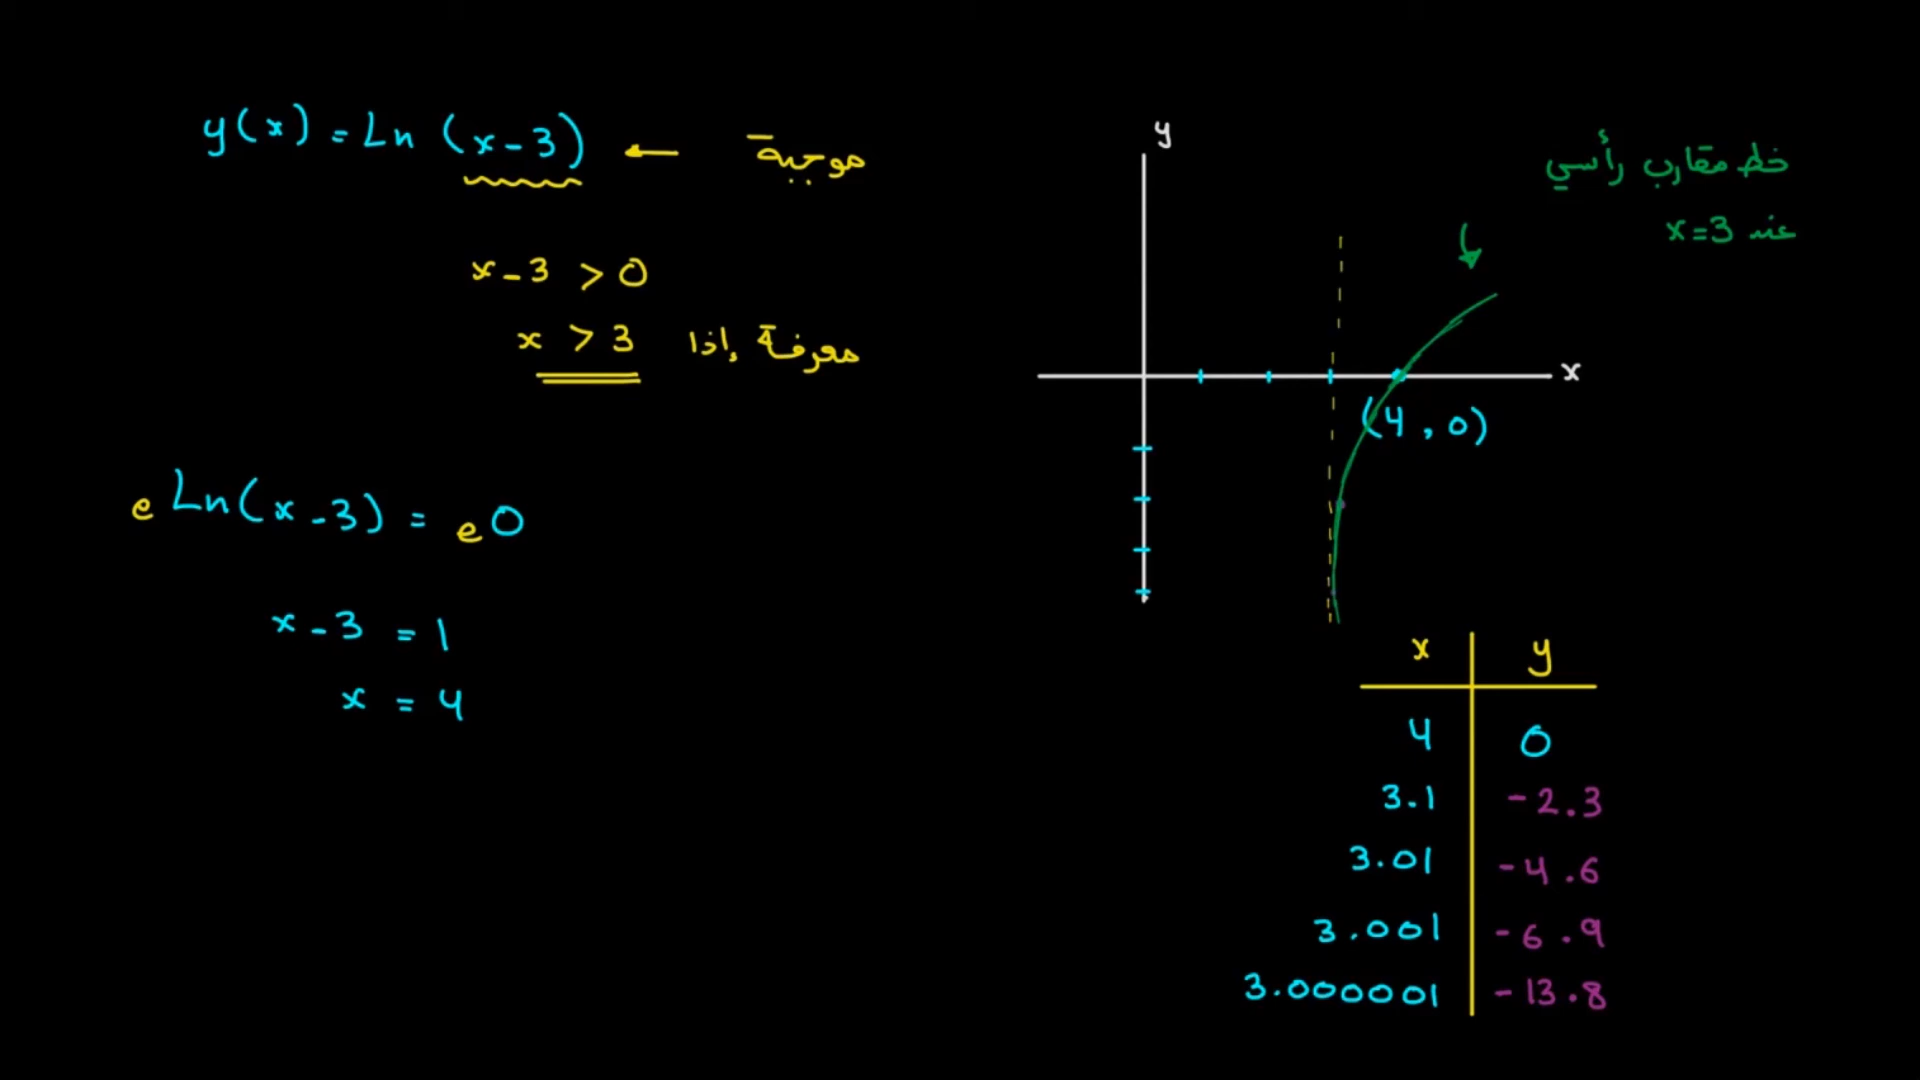 y(x) = Ln (x-3) ← موجبة
x-3 > 0
x > 3 معرفة إذا
e Ln(x-3) = e 0
x-3 = 1
x = 4
y
خط مقارب رأسي
عند x=3
x
(4, 0)
x y
4 0
3.1 -2.3
3.01 -4.6
3.001 -6.9
3.000001 -13.8